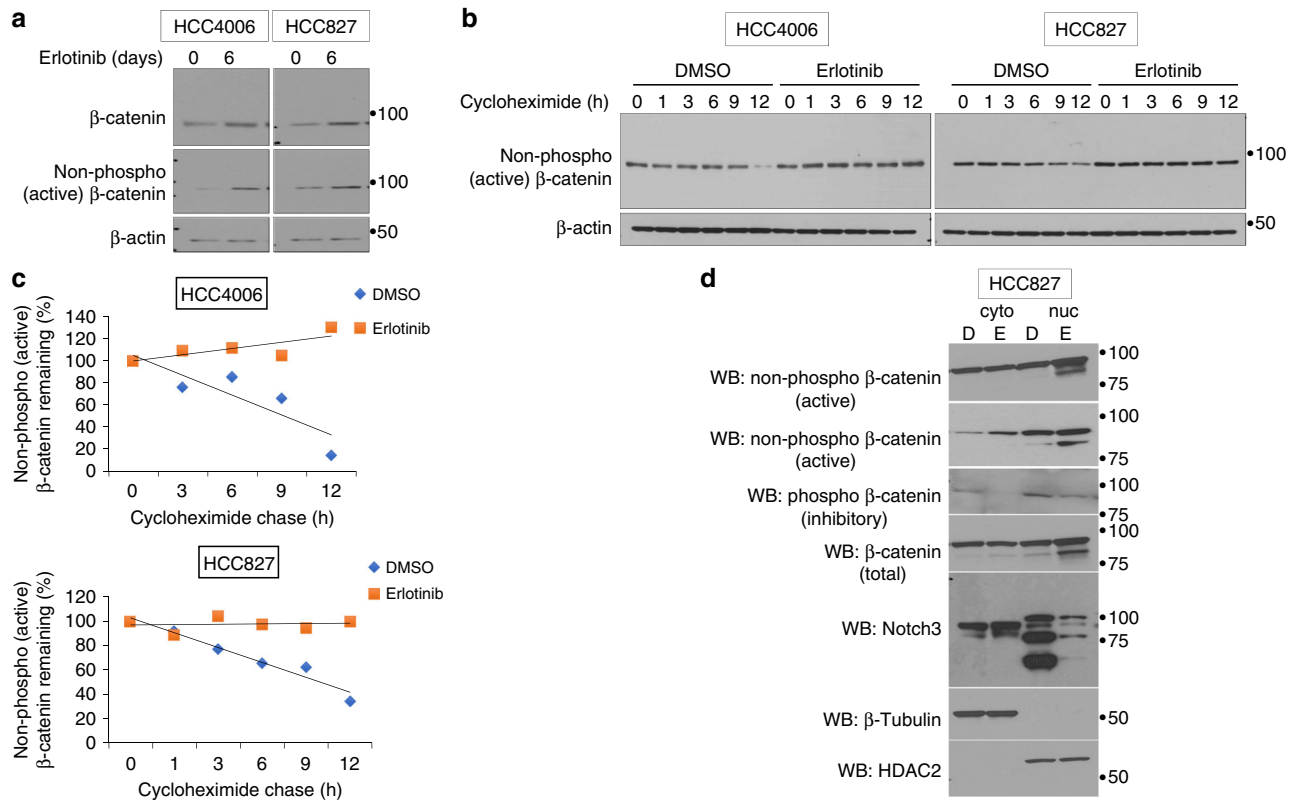 a
HCC4006 HCC827
Erlotinib (days) 0 6 0 6
β-catenin
•100
Non-phospho
(active) β-catenin
•100
β-actin
•50
b
HCC4006 HCC827
DMSO Erlotinib DMSO Erlotinib
Cycloheximide (h) 0 1 3 6 9 12 0 1 3 6 9 12 0 1 3 6 9 12 0 1 3 6 9 12
Non-phospho
(active) β-catenin
•100
β-actin
•50
c
HCC4006
DMSO
Erlotinib
Non-phospho (active)
β-catenin remaining (%)
140
120
100
80
60
40
20
0
0 3 6 9 12
Cycloheximide chase (h)
HCC827
DMSO
Erlotinib
Non-phospho (active)
β-catenin remaining (%)
120
100
80
60
40
20
0
0 1 3 6 9 12
Cycloheximide chase (h)
d
HCC827
cyto nuc
D E D E
WB: non-phospho β-catenin
(active)
•100
•75
WB: non-phospho β-catenin
(active)
•100
•75
WB: phospho β-catenin
(inhibitory)
•100
•75
WB: β-catenin
(total)
•100
•75
WB: Notch3
•100
•75
WB: β-Tubulin
•50
WB: HDAC2
•50